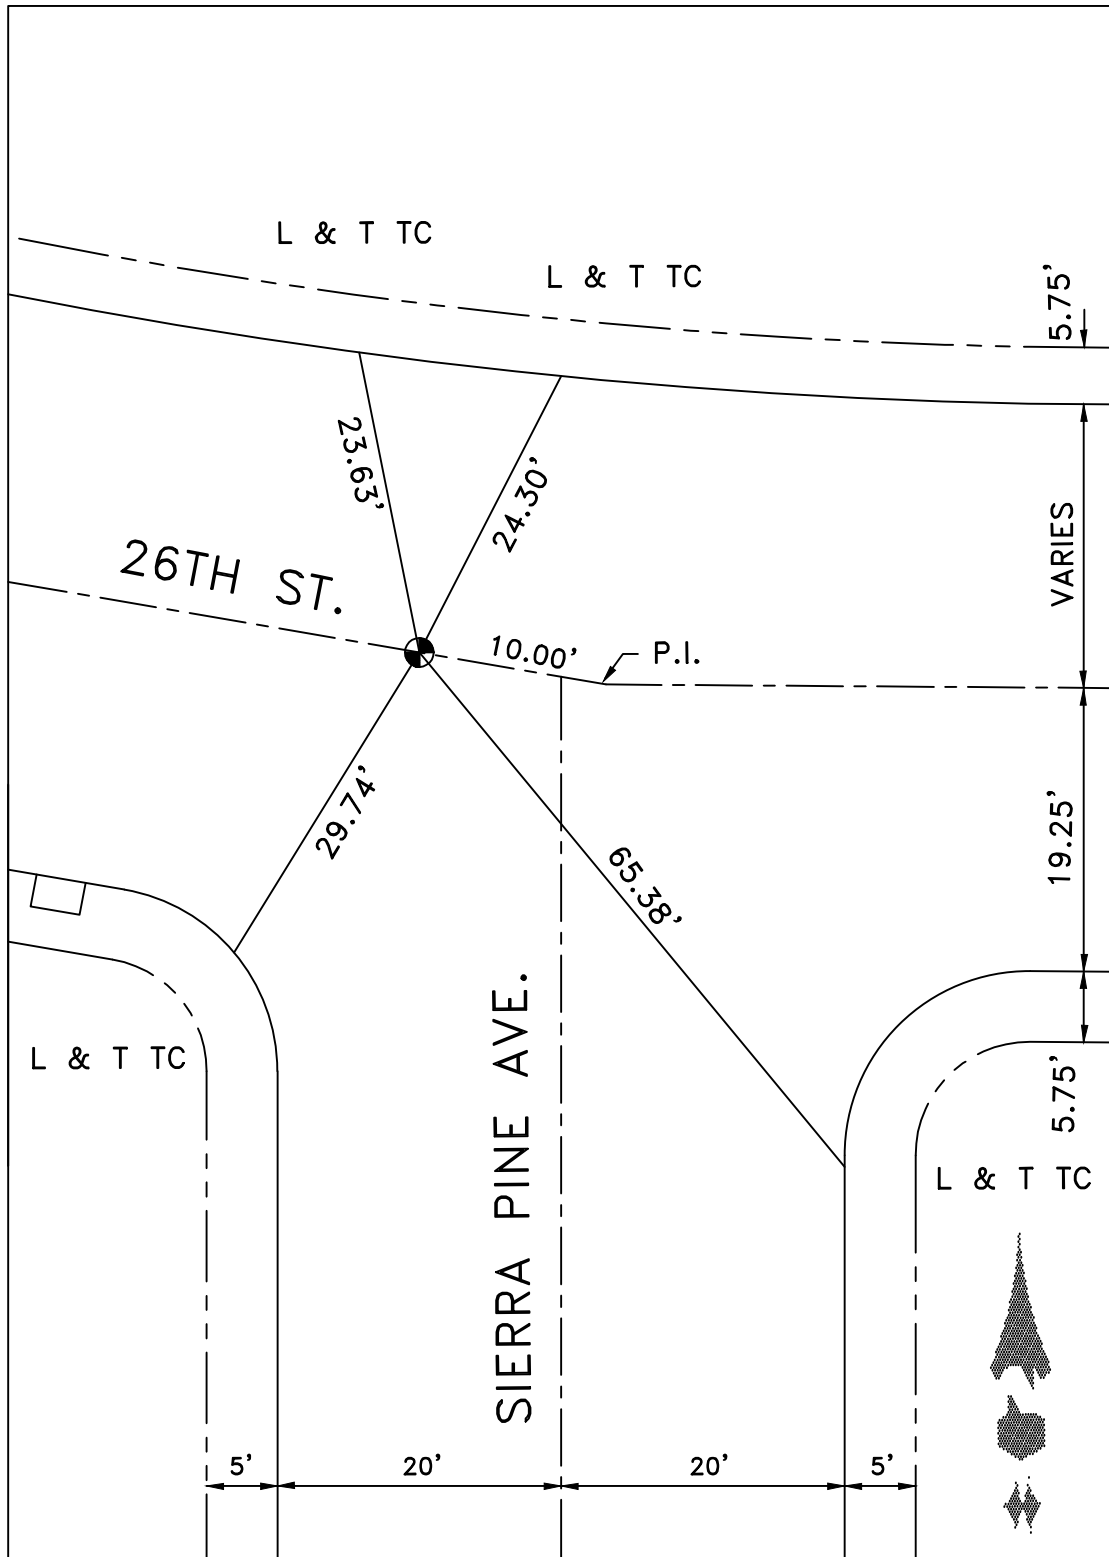 L & T TC
L & T TC
5.75'
23.63'
24.30'
VARIES
26TH ST.
10.00'
P.I.
29.74'
19.25'
65.38'
SIERRA PINE AVE.
L & T TC
5.75'
L & T TC
5'
20'
20'
5'